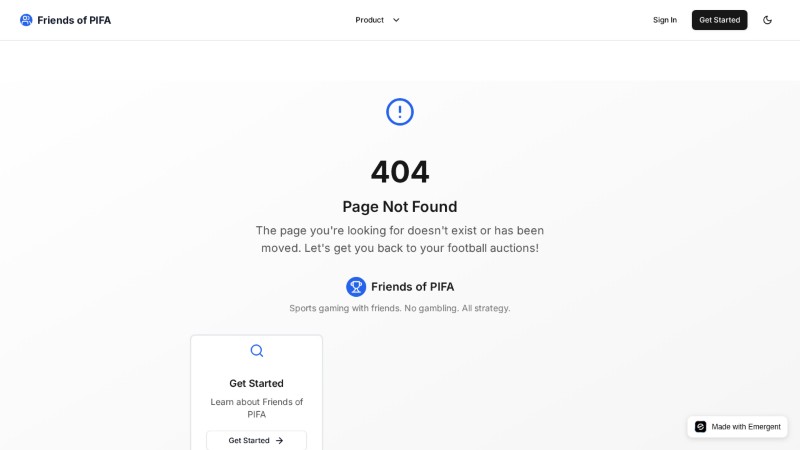 Friends of PIFA
Product
Sign In
Get Started
404
Page Not Found
The page you're looking for doesn't exist or has been
moved. Let's get you back to your football auctions!
Friends of PIFA
Sports gaming with friends. No gambling. All strategy.
Get Started
Learn about Friends of
PIFA
Get Started
Made with Emergent